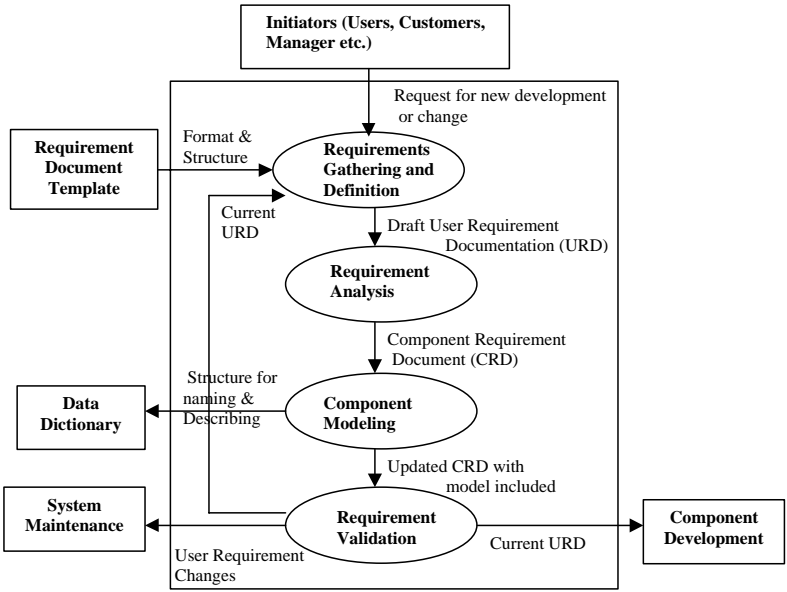 Initiators (Users, Customers,
Manager etc.)
Request for new development
or change
Format &
Structure
Requirement
Document
Template
Requirements
Gathering and
Definition
Current
URD
Draft User Requirement
Documentation (URD)
Requirement
Analysis
Component Requirement
Document (CRD)
Structure for
naming &
Describing
Data
Dictionary
Component
Modeling
Updated CRD with
model included
System
Maintenance
Requirement
Validation
Component
Development
User Requirement
Changes
Current URD